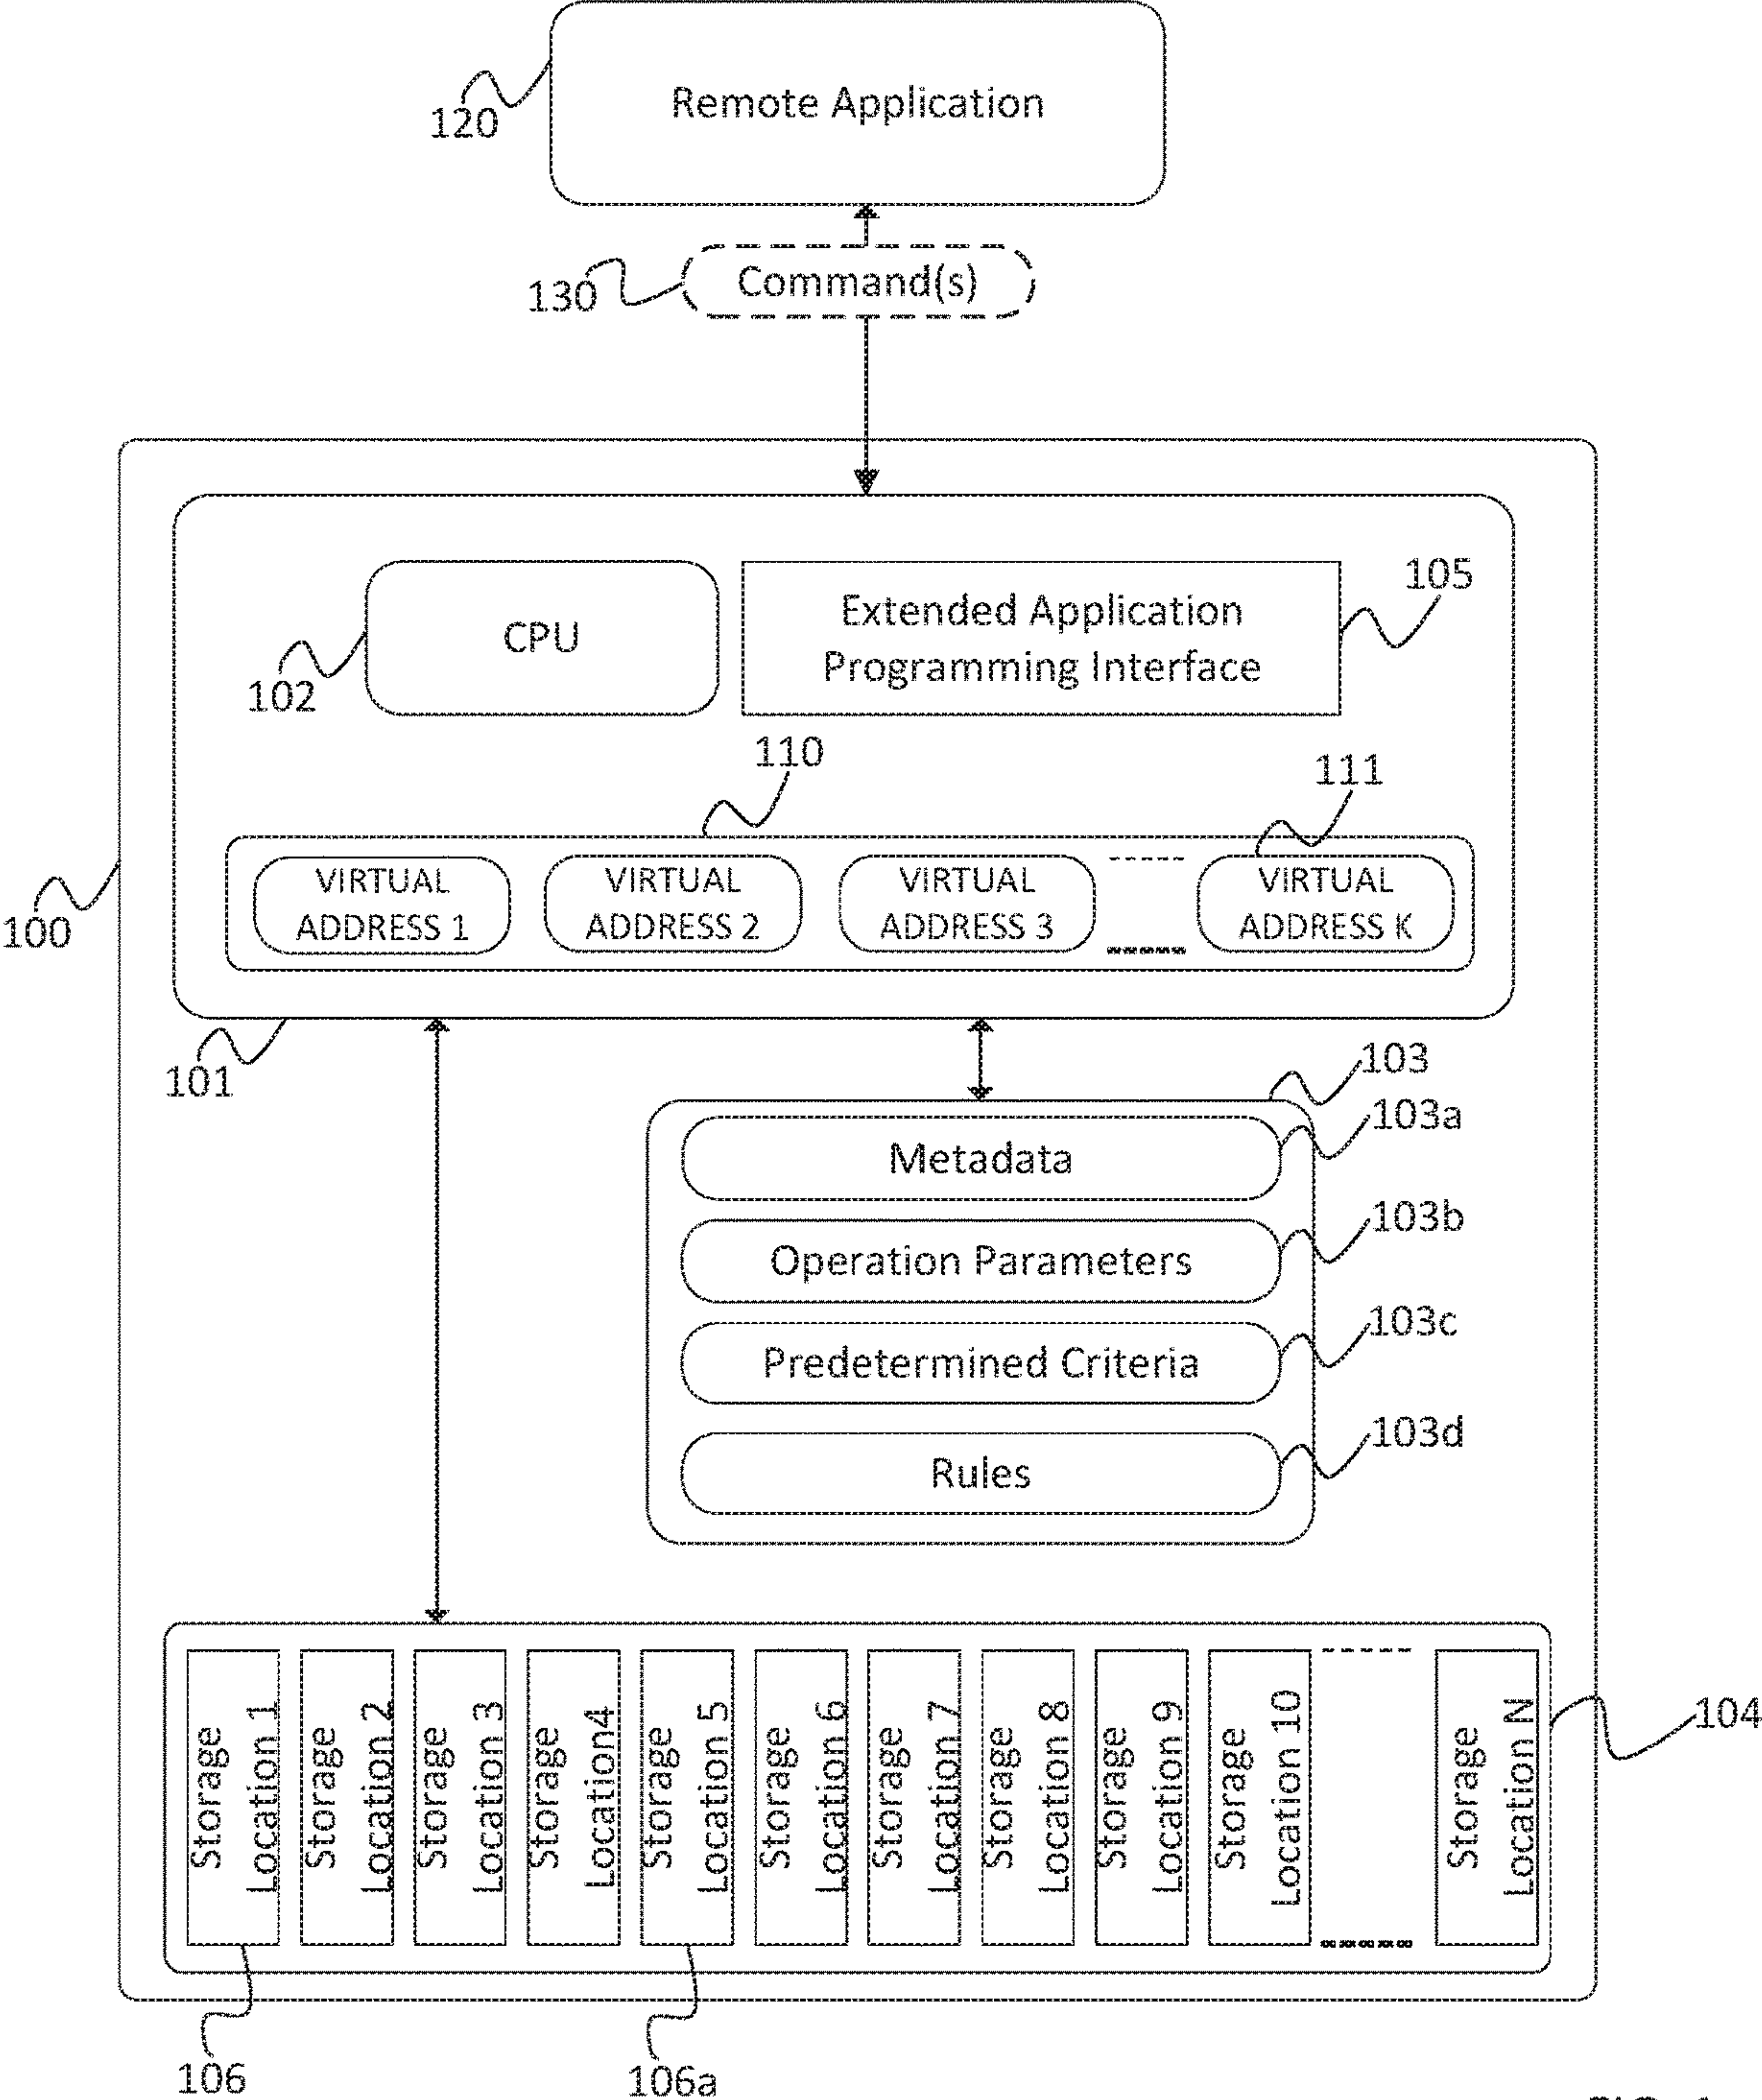 Remote Application
120
Command(s)
130
Extended Application
Programming Interface
105
CPU
102
110
111
VIRTUAL
ADDRESS 1
VIRTUAL
ADDRESS 2
VIRTUAL
ADDRESS 3
VIRTUAL
ADDRESS K
100
101
103
Metadata
103a
Operation Parameters
103b
Predetermined Criteria
103c
Rules
103d
Storage
Location 1
Storage
Location 2
Storage
Location 3
Storage
Location4
Storage
Location 5
Storage
Location 6
Storage
Location 7
Storage
Location 8
Storage
Location 9
Storage
Location 10
Storage
Location N
104
106
106a